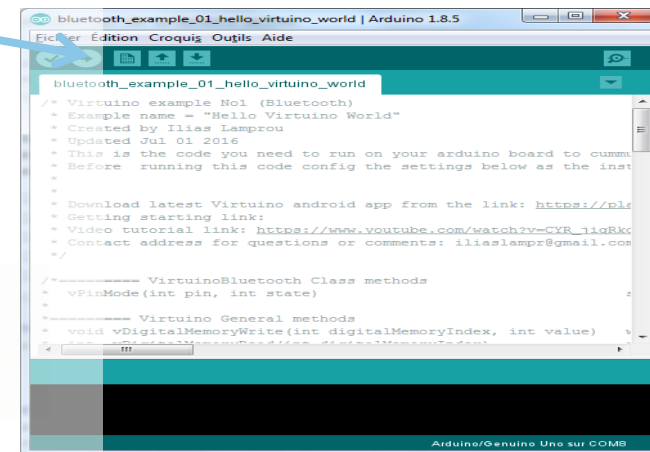 bluetooth_example_01_hello_virtuino_world | Arduino 1.8.5
Fichier Édition Croquis Outils Aide
bluetooth_example_01_hello_virtuino_world
/* Virtuino example No1 (Bluetooth)
* Example name = "Hello Virtuino World"
* Created by Ilias Lamprou
* Updated Jul 01 2016
* This is the code you need to run on your arduino board to cummu
* Before running this code config the settings below as the inst
*
*
* Download latest Virtuino android app from the link: https://pla
* Getting starting link:
* Video tutorial link: https://www.youtube.com/watch?v=CYR_
* Contact address for questions or comments: iliaslampr@gmail.com
*/
/*========= VirtuinoBluetooth Class methods
* vPinMode(int pin, int state)
*
*========= Virtuino General methods
* void vDigitalMemoryWrite(int digitalMemoryIndex, int value)
Arduino/Genuino Uno sur COM8